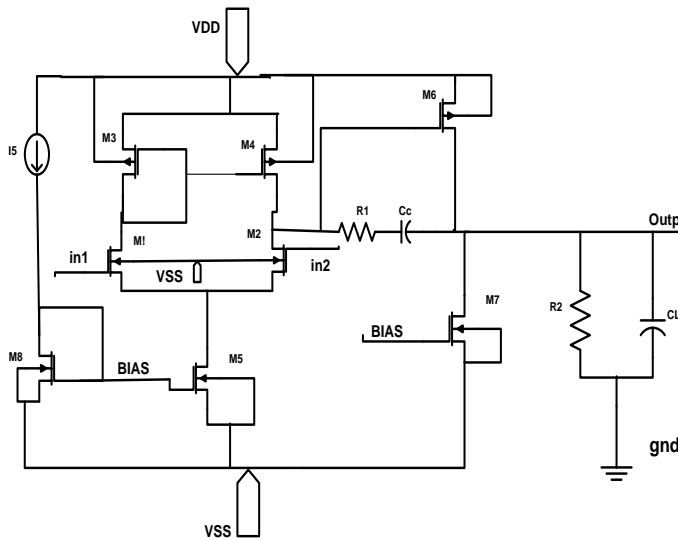 VDD
M6
M3
M4
I5
R1
Cc
Outp
M!
M2
in1
in2
VSS
M7
R2
CL
BIAS
M8
BIAS
M5
gnd
VSS